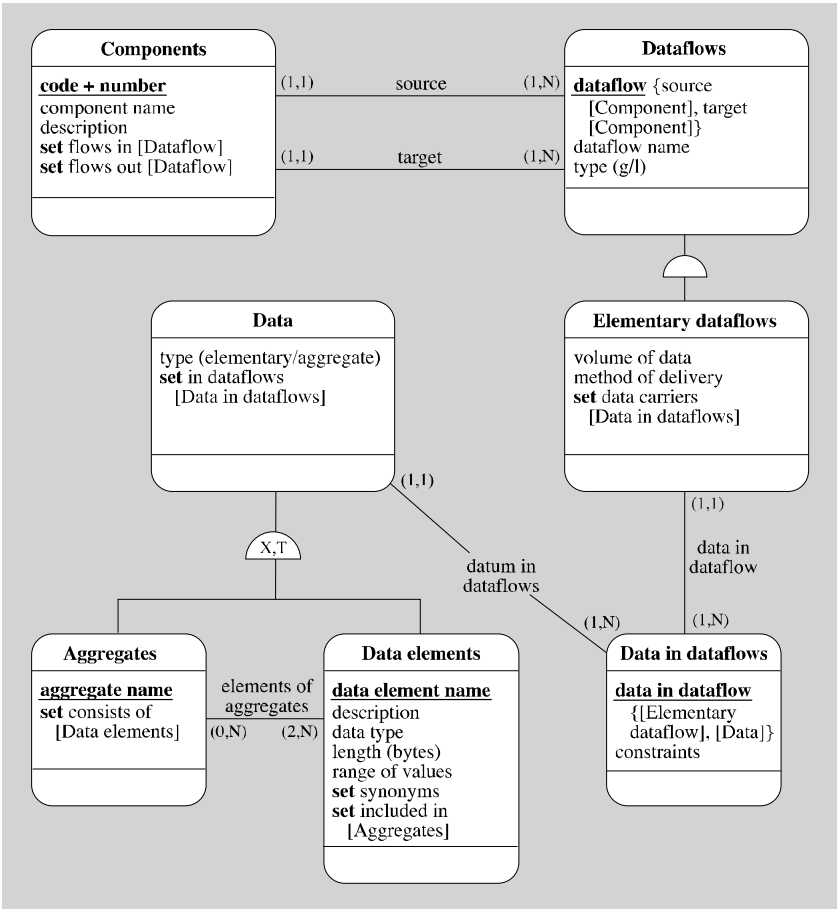 Components
code + number
component name
description
set flows in [Dataflow]
set flows out [Dataflow]
(1,1)
source
(1,N)
(1,1)
target
(1,N)
Dataflows
dataflow {source
[Component], target
[Component]}
dataflow name
type (g/l)
Data
type (elementary/aggregate)
set in dataflows
[Data in dataflows]
Elementary dataflows
volume of data
method of delivery
set data carriers
[Data in dataflows]
(1,1)
datum in
dataflows
(1,N)
(1,1)
data in
dataflow
(1,N)
X,T
Aggregates
aggregate name
set consists of
[Data elements]
elements of
aggregates
(0,N)
(2,N)
Data elements
data element name
description
data type
length (bytes)
range of values
set synonyms
set included in
[Aggregates]
Data in dataflows
data in dataflow
{[Elementary
dataflow], [Data]}
constraints